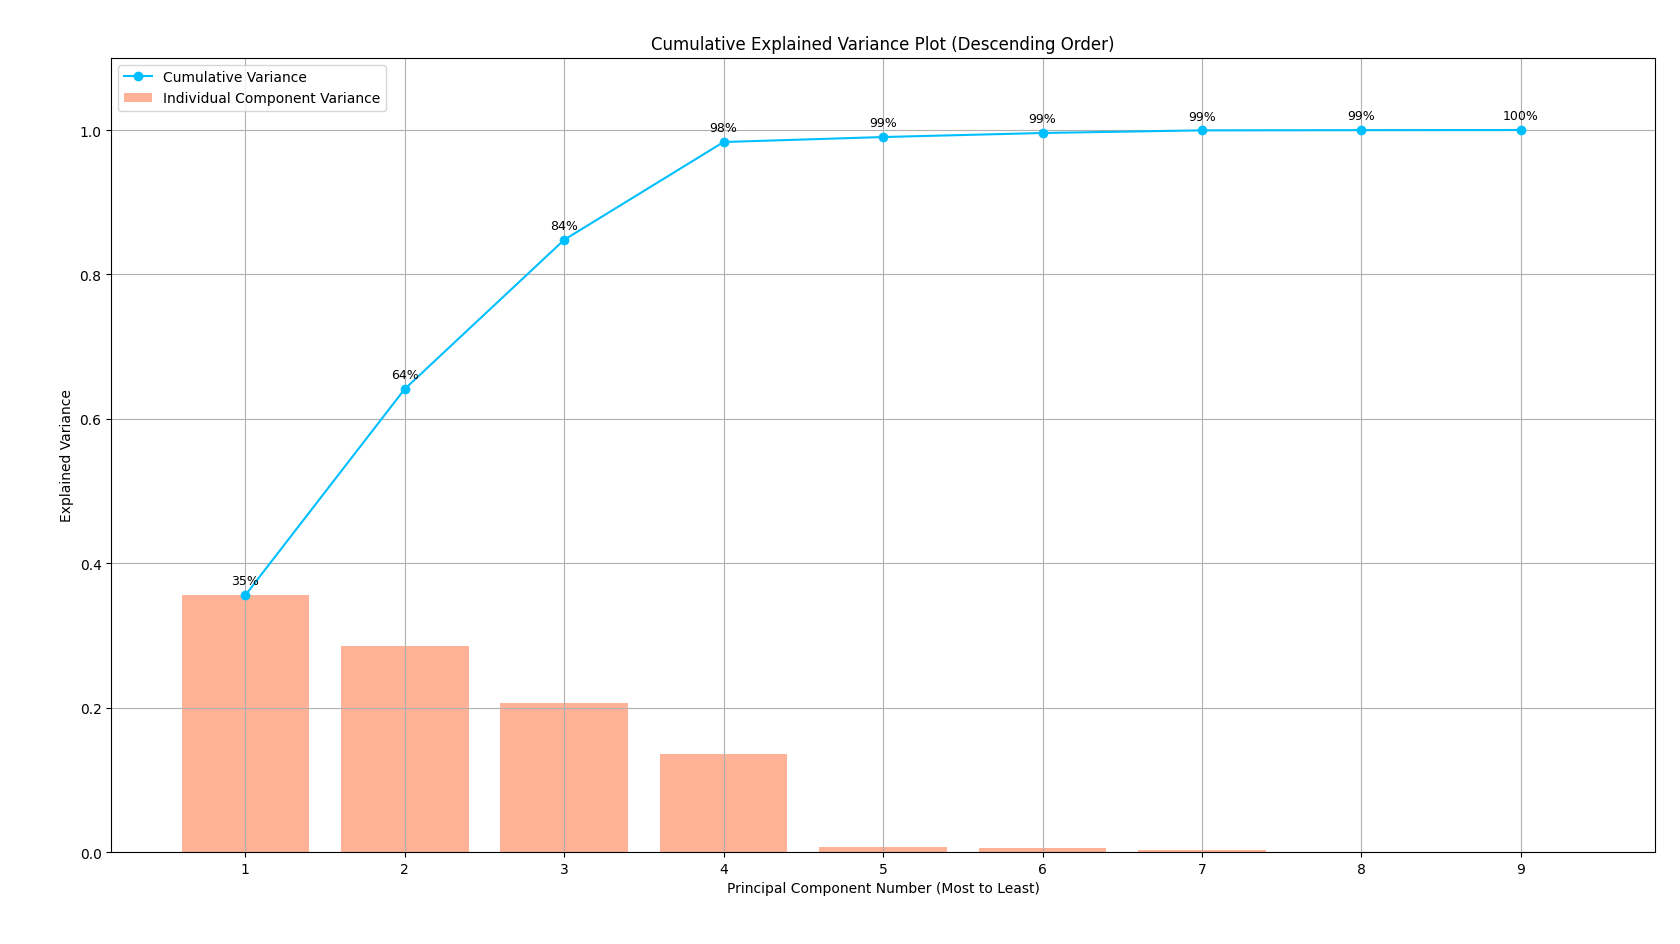 Cumulative Explained Variance Plot (Descending Order)
Cumulative Variance
Individual Component Variance
Explained Variance
1.0
0.8
0.6
0.4
0.2
0.0
35%
64%
84%
98%
99%
99%
99%
99%
100%
1 2 3 4 5 6 7 8 9
Principal Component Number (Most to Least)